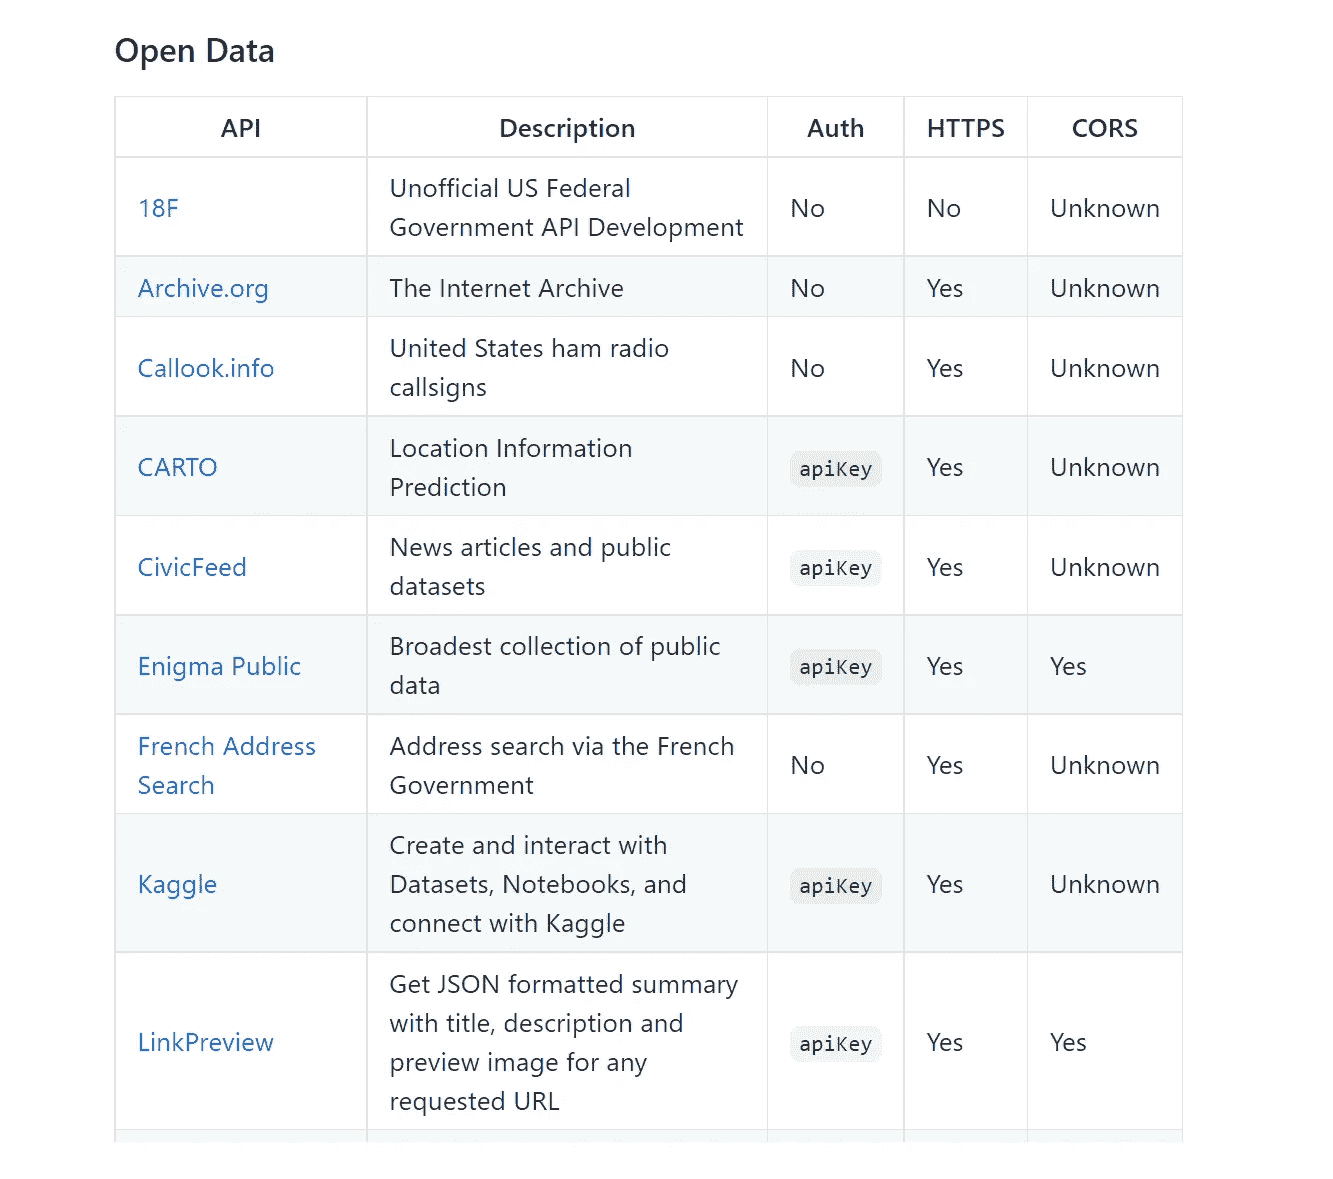 Open Data
API Description Auth HTTPS CORS
18F Unofficial US Federal Government API Development No No Unknown
Archive.org The Internet Archive No Yes Unknown
Callook.info United States ham radio callsigns No Yes Unknown
CARTO Location Information Prediction apiKey Yes Unknown
CivicFeed News articles and public datasets apiKey Yes Unknown
Enigma Public Broadest collection of public data apiKey Yes Yes
French Address Search Address search via the French Government No Yes Unknown
Kaggle Create and interact with Datasets, Notebooks, and connect with Kaggle apiKey Yes Unknown
LinkPreview Get JSON formatted summary with title, description and preview image for any requested URL apiKey Yes Yes